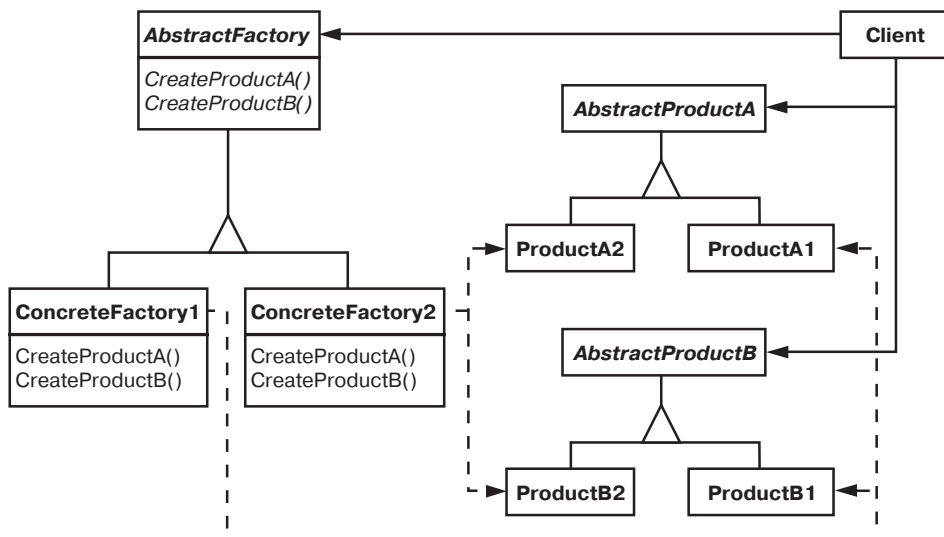 AbstractFactory
CreateProductA()
CreateProductB()
Client
AbstractProductA
ProductA2
ProductA1
ConcreteFactory1
CreateProductA()
CreateProductB()
ConcreteFactory2
CreateProductA()
CreateProductB()
AbstractProductB
ProductB2
ProductB1